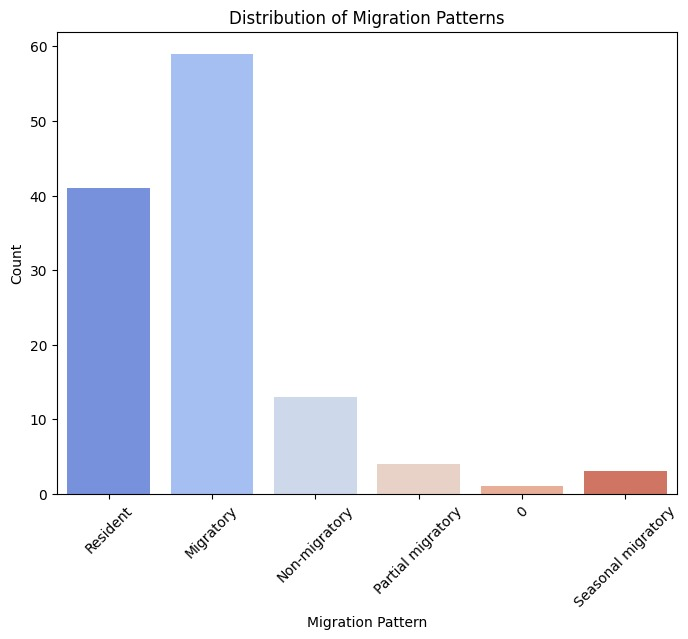 Distribution of Migration Patterns
60
50
40
30
20
10
0
Count
Resident
Migratory
Non-migratory
Partial migratory
0
Seasonal migratory
Migration Pattern